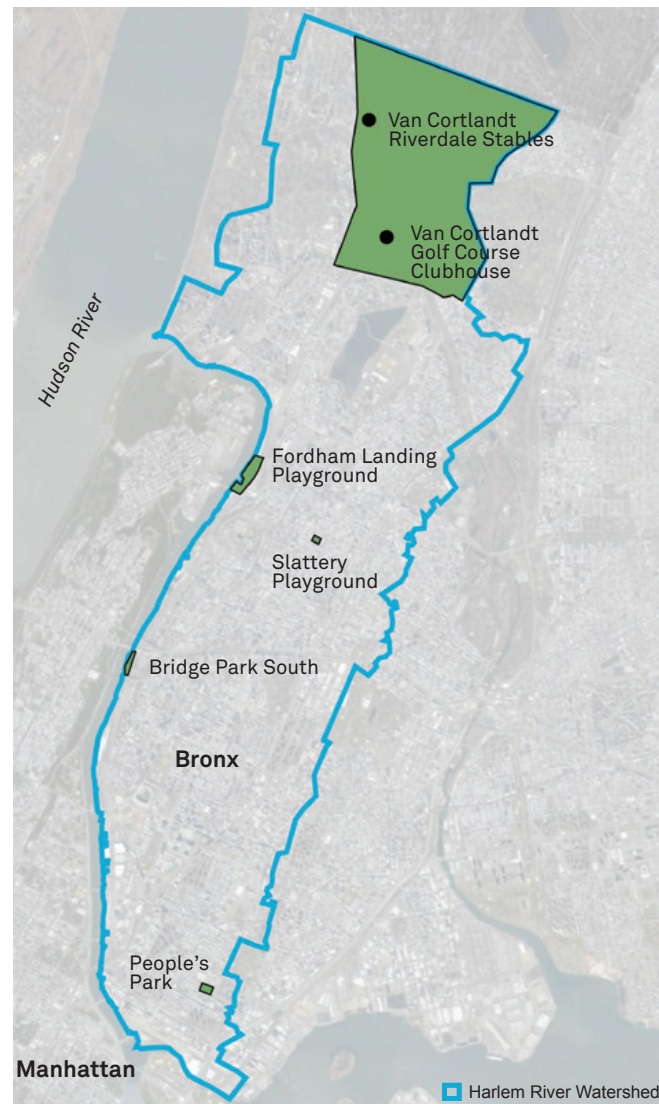 Van Cortlandt
Riverdale Stables
Van Cortlandt
Golf Course
Clubhouse
Hudson River
Fordham Landing
Playground
Slattery
Playground
Bridge Park South
Bronx
People's
Park
Manhattan
Harlem River Watershed